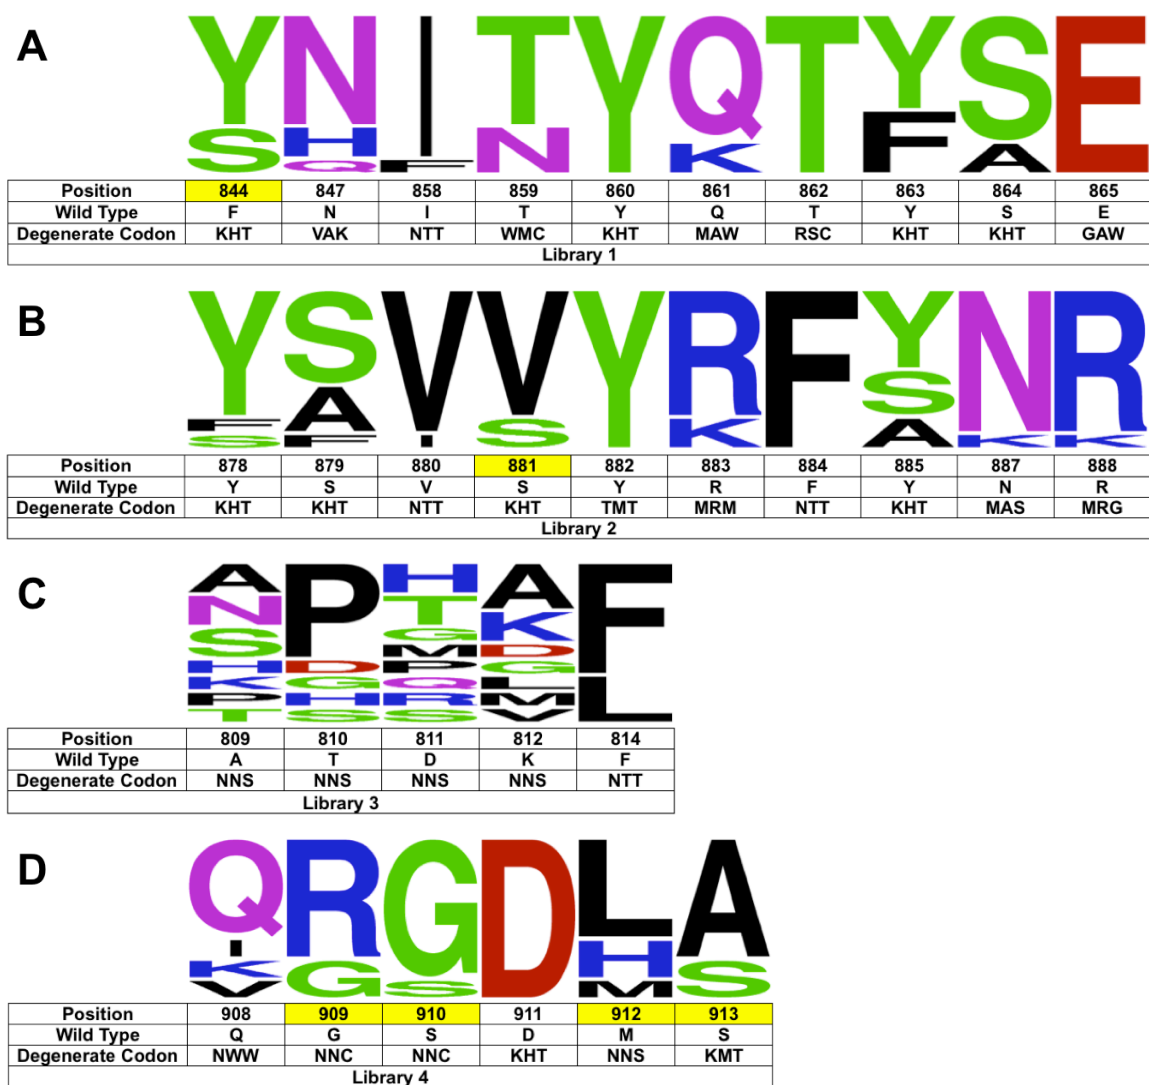 A
Y N I T Y Q T Y S E
S H F N K F A
Q
Position 844 847 858 859 860 861 862 863 864 865
Wild Type F N I T Y Q T Y S E
Degenerate Codon KHT VAK NTT WMC KHT MAW RSC KHT KHT GAW
Library 1
B
Y S V V Y R F Y N R
F A I S K S K K
S F A
Position 878 879 880 881 882 883 884 885 887 888
Wild Type Y S V S Y R F Y N R
Degenerate Codon KHT KHT NTT KHT TMT MRM NTT KHT MAS MRG
Library 2
C
A P H A F
N D T K L
S G G D
H H M G
K S P L
P Q M
T R V
S
Position 809 810 811 812 814
Wild Type A T D K F
Degenerate Codon NNS NNS NNS NNS NTT
Library 3
D
Q R G D L A
I G S H S
K M
V
Position 908 909 910 911 912 913
Wild Type Q G S D M S
Degenerate Codon NWW NNC NNC KHT NNS KMT
Library 4